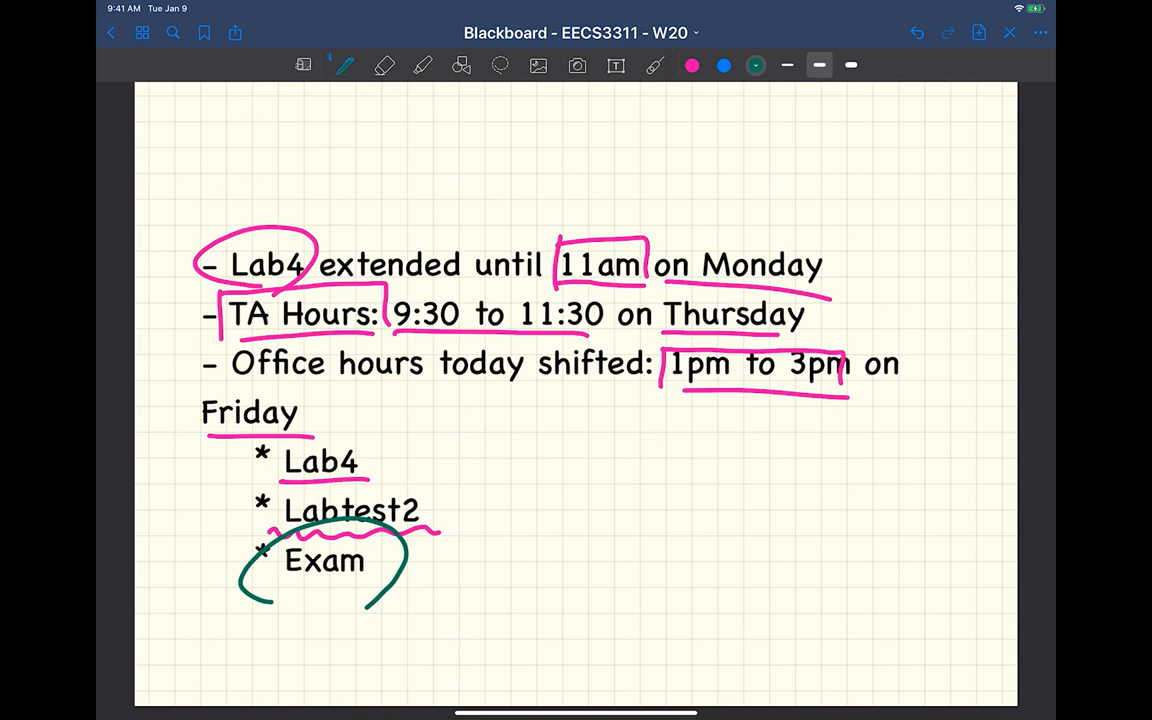 9:41 AM Tue Jan 9
Blackboard - EECS3311 - W20
- Lab4 extended until 11am on Monday
- TA Hours: 9:30 to 11:30 on Thursday
- Office hours today shifted: 1pm to 3pm on
Friday
* Lab4
* Labtest2
* Exam